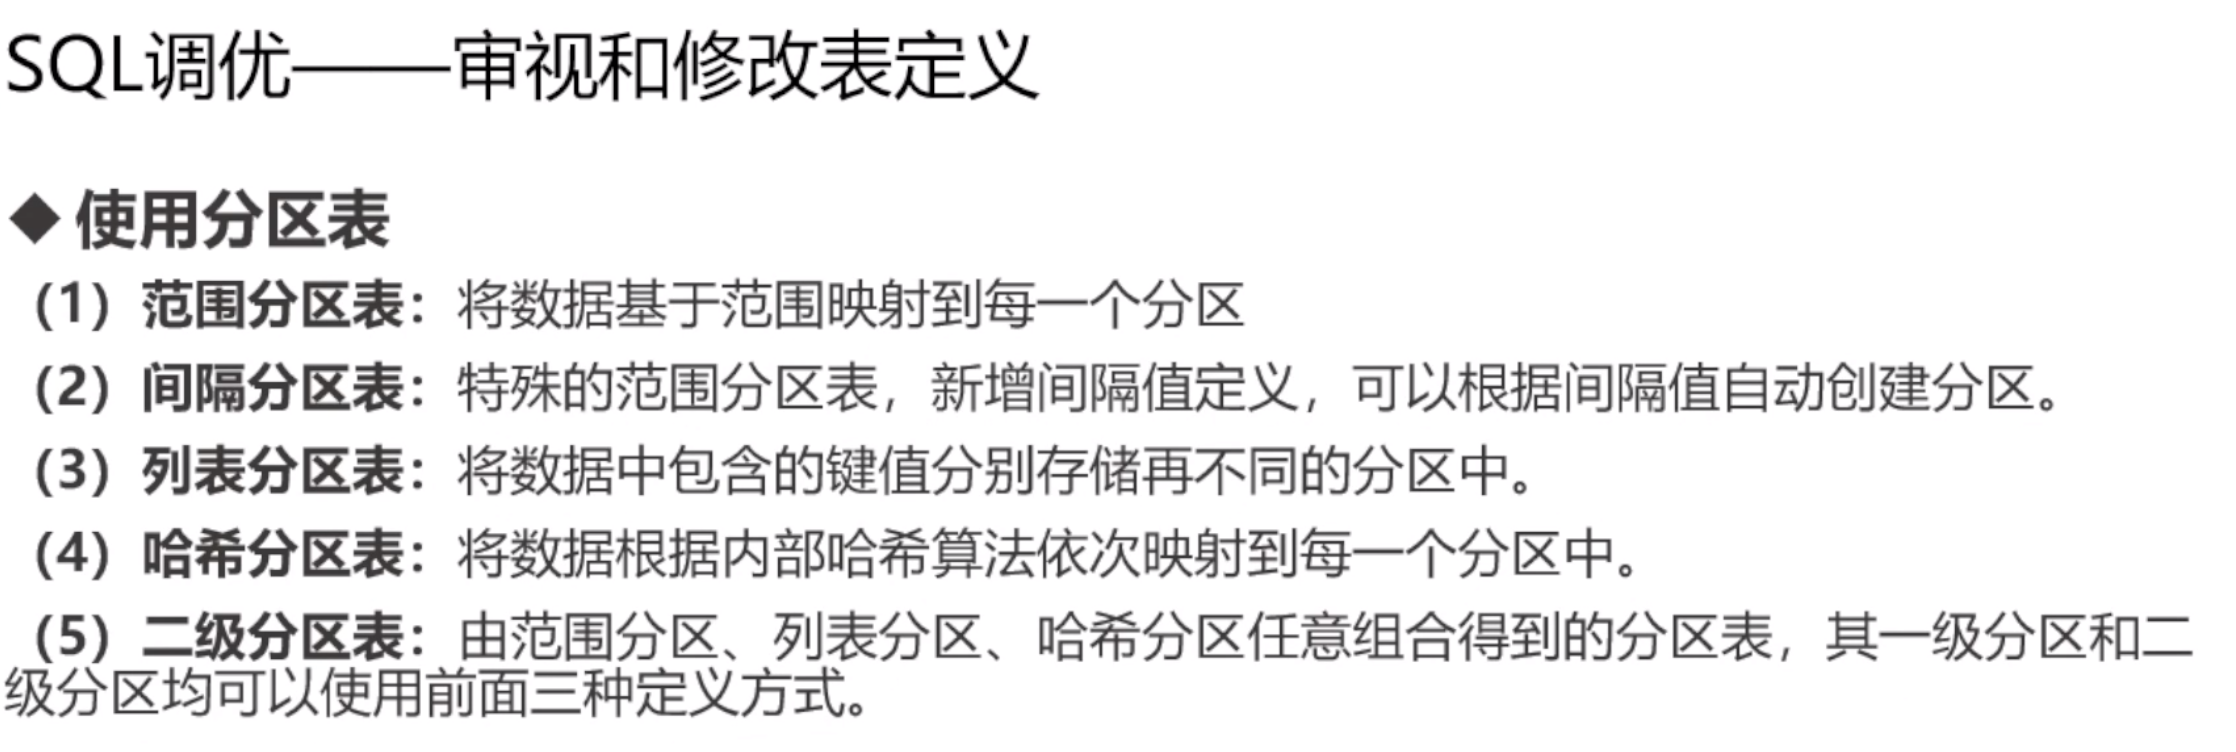 SQL调优——审视和修改表定义
◆使用分区表
（1）范围分区表：将数据基于范围映射到每一个分区
（2）间隔分区表：特殊的范围分区表，新增间隔值定义，可以根据间隔值自动创建分区。
（3）列表分区表：将数据中包含的键值分别存储再不同的分区中。
（4）哈希分区表：将数据根据内部哈希算法依次映射到每一个分区中。
（5）二级分区表：由范围分区、列表分区、哈希分区任意组合得到的分区表，其一级分区和二
级分区均可以使用前面三种定义方式。